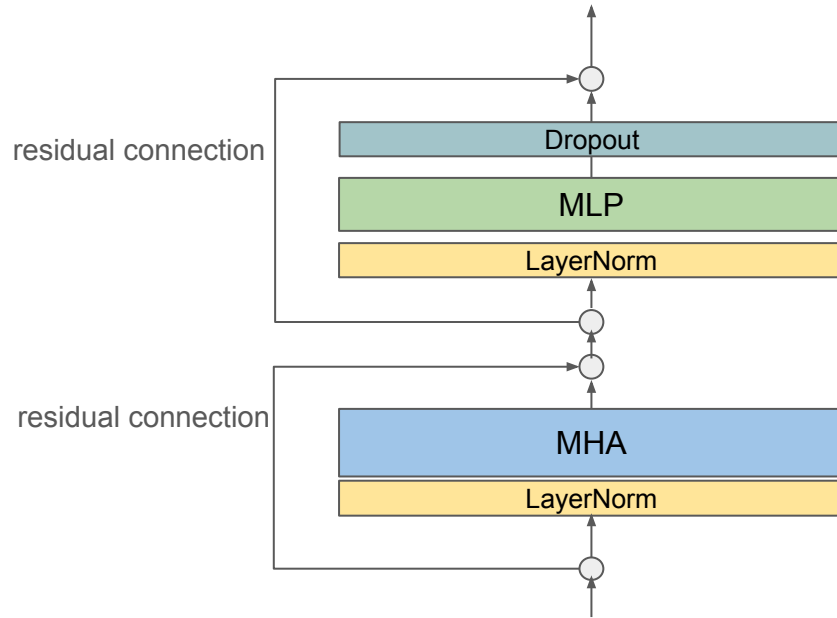 Dropout
residual connection
MLP
LayerNorm
residual connection
MHA
LayerNorm